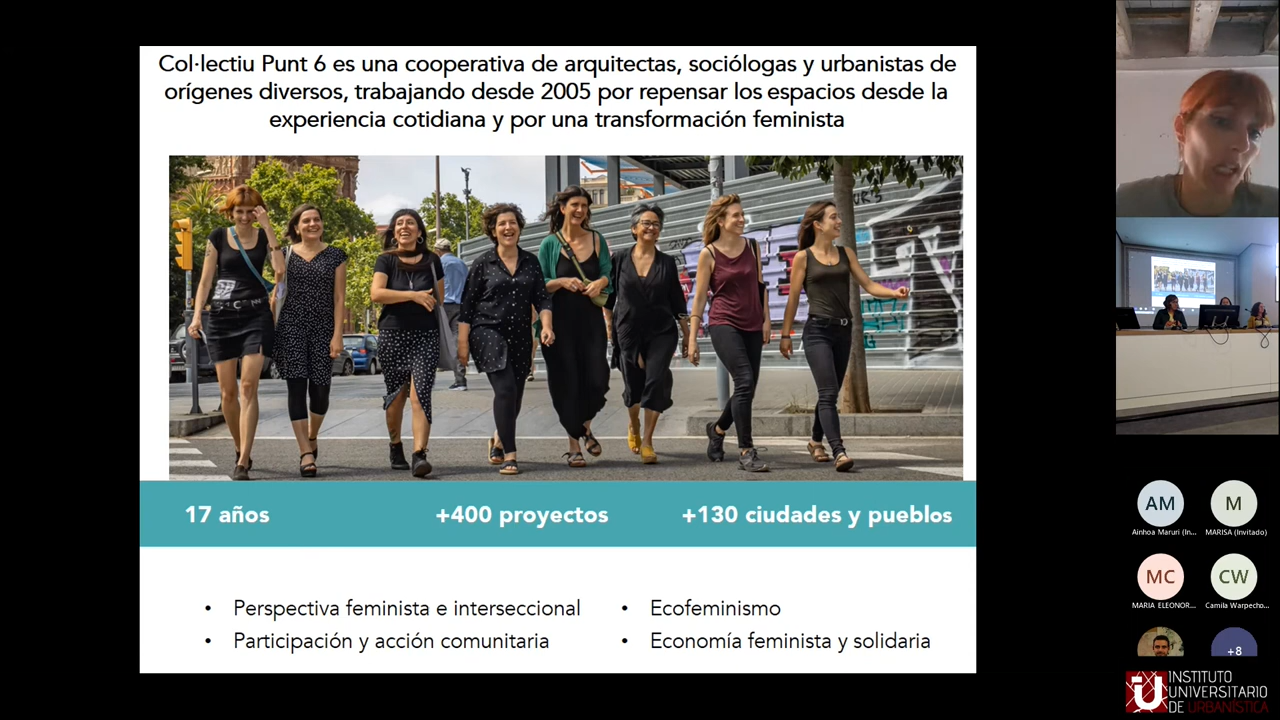 Col·lectiu Punt 6 es una cooperativa de arquitectas, sociólogas y urbanistas de
orígenes diversos, trabajando desde 2005 por repensar los espacios desde la
experiencia cotidiana y por una transformación feminista
17 años
+400 proyectos
+130 ciudades y pueblos
• Perspectiva feminista e interseccional
• Participación y acción comunitaria
• Ecofeminismo
• Economía feminista y solidaria
AM
Ainhoa Maruri (In...
M
MARISA (Invitado)
MC
MARIA ELEONOR...
CW
Camila Warpecho...
+8
INSTITUTO
UNIVERSITARIO
DE URBANÍSTICA